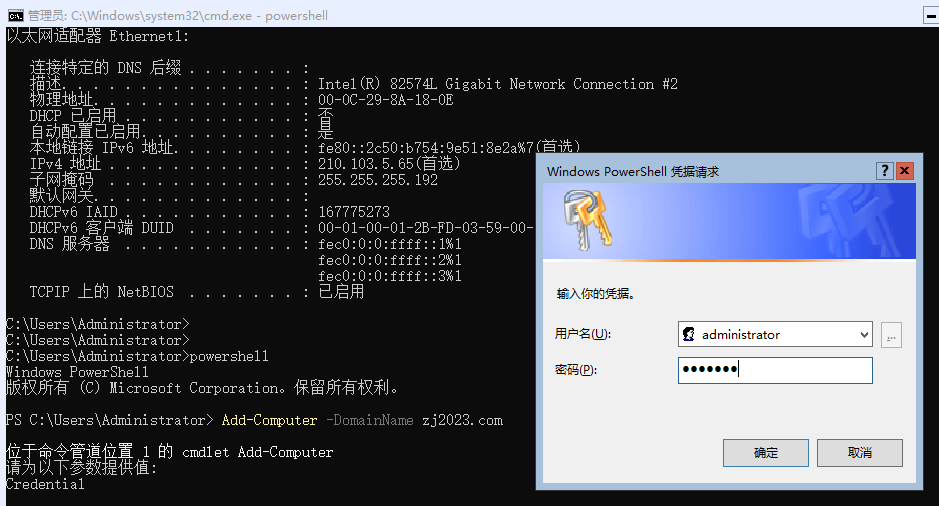 管理员: C:\Windows\system32\cmd.exe - powershell
以太网适配器 Ethernet1:
连接特定的 DNS 后缀 . . . . . . . :
描述. . . . . . . . . . . . . . . : Intel(R) 82574L Gigabit Network Connection #2
物理地址. . . . . . . . . . . . . : 00-0C-29-8A-18-0E
DHCP 已启用 . . . . . . . . . . . : 否
自动配置已启用. . . . . . . . . . : 是
本地链接 IPv6 地址. . . . . . . . : fe80::2c50:b754:9e51:8e2a%7(首选)
IPv4 地址 . . . . . . . . . . . . : 210.103.5.65(首选)
子网掩码 . . . . . . . . . . . . : 255.255.255.192
默认网关. . . . . . . . . . . . . :
DHCPv6 IAID . . . . . . . . . . . : 167775273
DHCPv6 客户端 DUID . . . . . . . : 00-01-00-01-2B-FD-03-59-00-
DNS 服务器 . . . . . . . . . . . : fec0:0:0:ffff::1%1
fec0:0:0:ffff::2%1
fec0:0:0:ffff::3%1
TCPIP 上的 NetBIOS . . . . . . . : 已启用
C:\Users\Administrator>
C:\Users\Administrator>
C:\Users\Administrator>powershell
Windows PowerShell
版权所有 (C) Microsoft Corporation。保留所有权利。
PS C:\Users\Administrator> Add-Computer -DomainName zj2023.com
位于命令管道位置 1 的 cmdlet Add-Computer
请为以下参数提供值:
Credential
Windows PowerShell 凭据请求
输入你的凭据。
用户名(U):
administrator
...
密码(P):
●●●●●●●
确定
取消